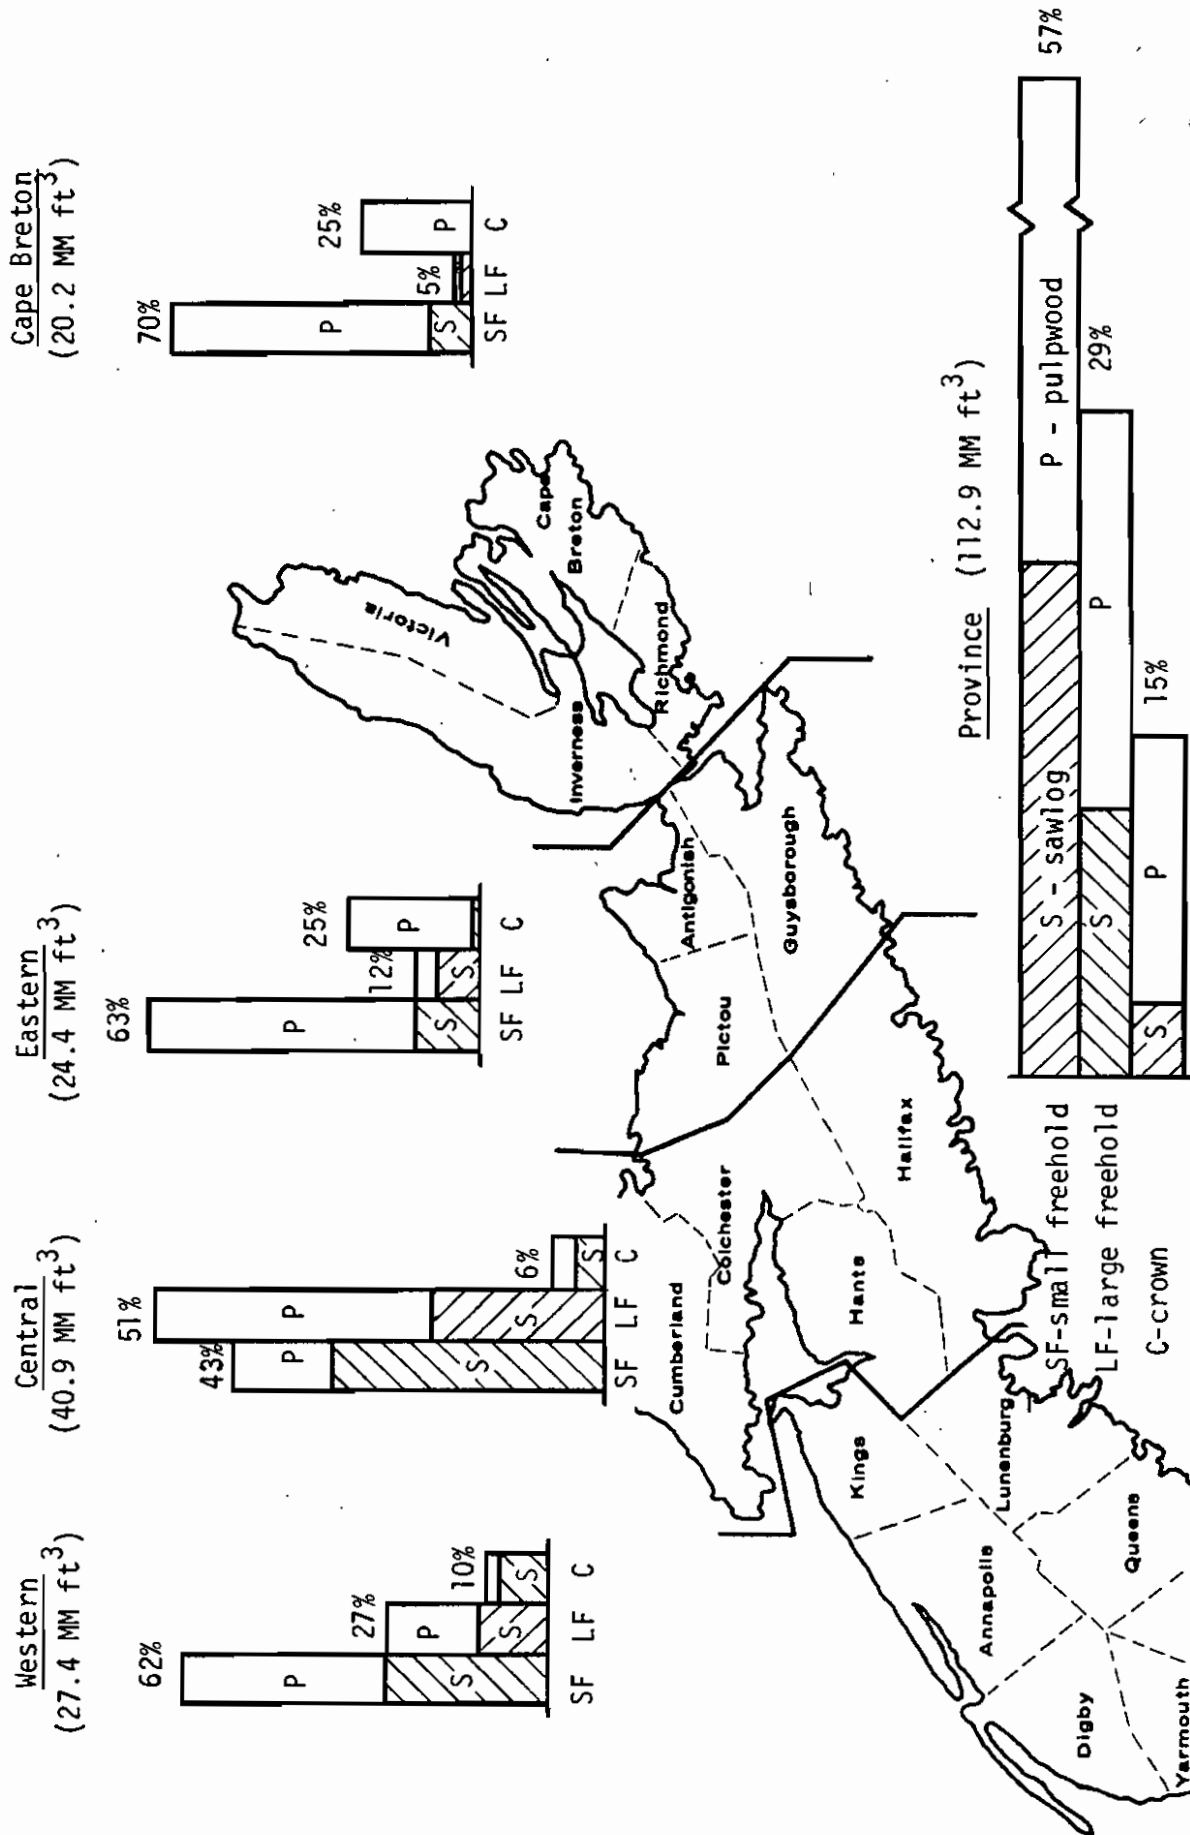 Western
(27.4 MM ft³)
62%
P
S
SF
27%
P
S
LF
10%
S
C
Central
(40.9 MM ft³)
43%
P
S
SF
51%
P
S
LF
6%
S
C
Eastern
(24.4 MM ft³)
63%
P
S
SF
12%
S
LF
25%
P
C
Cape Breton
(20.2 MM ft³)
70%
P
S
SF
5%
LF
25%
P
C
Victoria
Inverness
Cape
Breton
Richmond
Antigonish
Guysborough
Pictou
Halifax
Colchester
Cumberland
Hants
Kings
Lunenburg
Annapolis
Queens
Digby
Yarmouth
Province (112.9 MM ft³)
SF-small freehold
S - sawlog
P - pulpwood
57%
LF-large freehold
S
P
29%
C-crown
S
P
15%